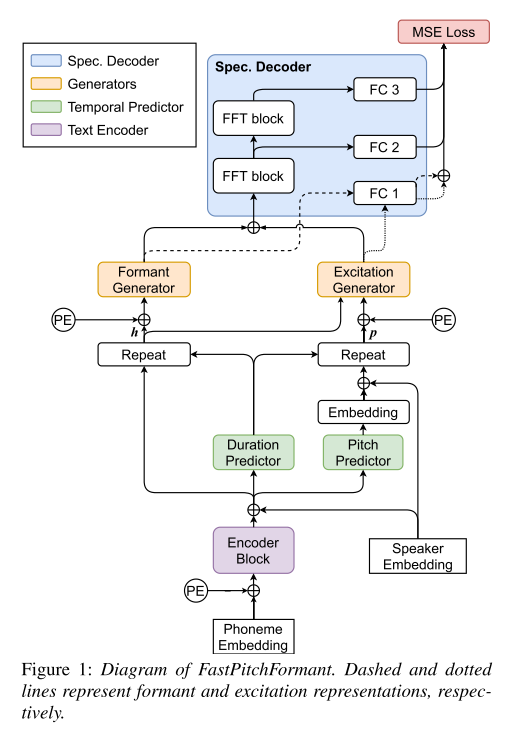 MSE Loss
Spec. Decoder
Generators
Temporal Predictor
Text Encoder
Spec. Decoder
FC 3
FFT block
FC 2
FFT block
FC 1
Formant
Generator
Excitation
Generator
PE
h
p
PE
Repeat
Repeat
Embedding
Duration
Predictor
Pitch
Predictor
Encoder
Block
Speaker
Embedding
PE
Phoneme
Embedding
Figure 1: Diagram of FastPitchFormant. Dashed and dotted
lines represent formant and excitation representations, respec-
tively.